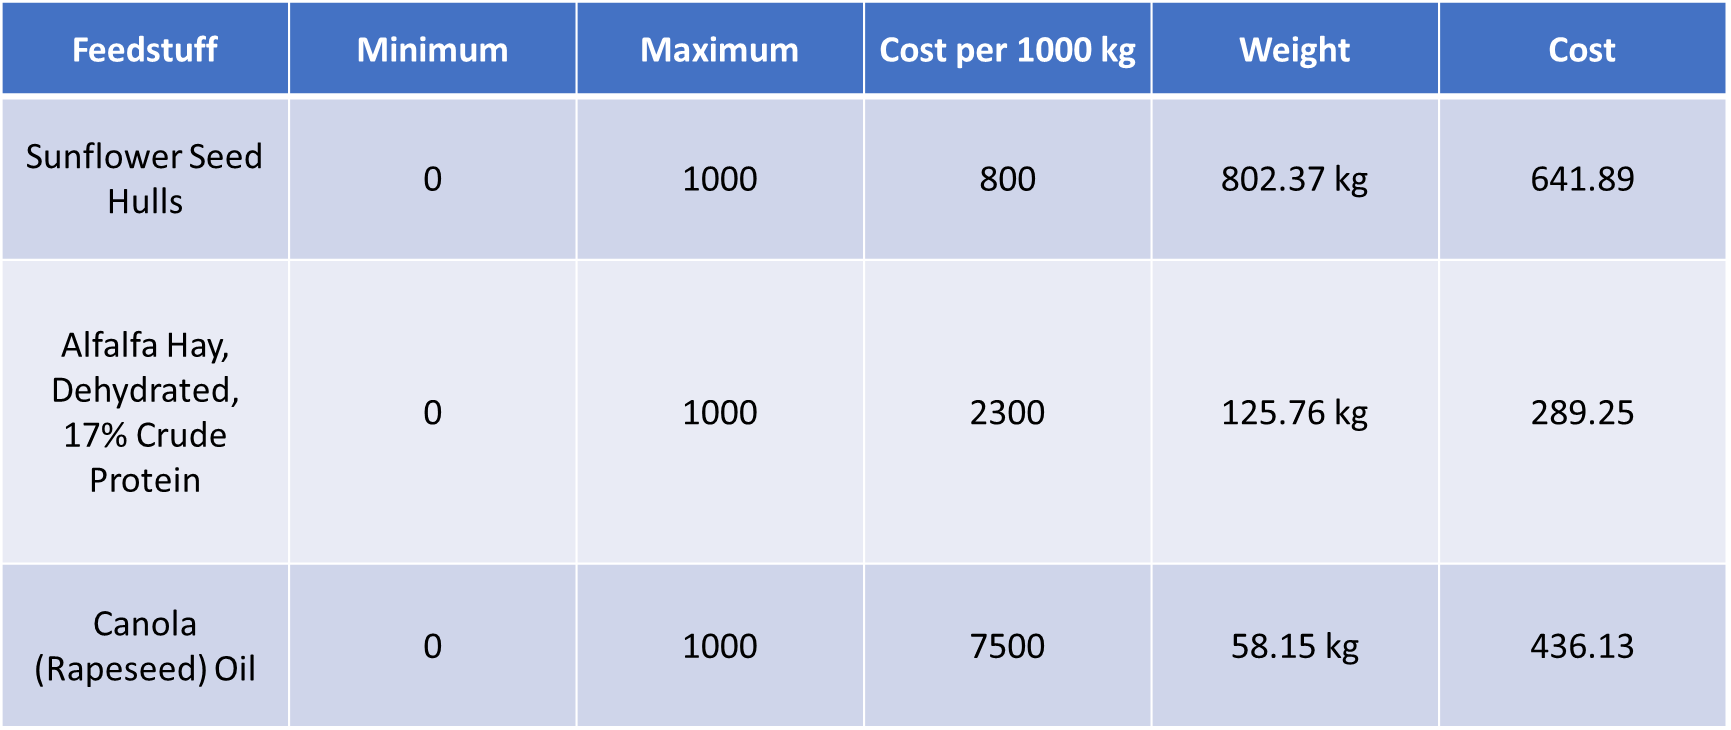 Feedstuff Minimum Maximum Cost per 1000 kg Weight Cost
Sunflower Seed
Hulls
0 1000 800 802.37 kg 641.89
Alfalfa Hay,
Dehydrated,
17% Crude
Protein
0 1000 2300 125.76 kg 289.25
Canola
(Rapeseed) Oil
0 1000 7500 58.15 kg 436.13